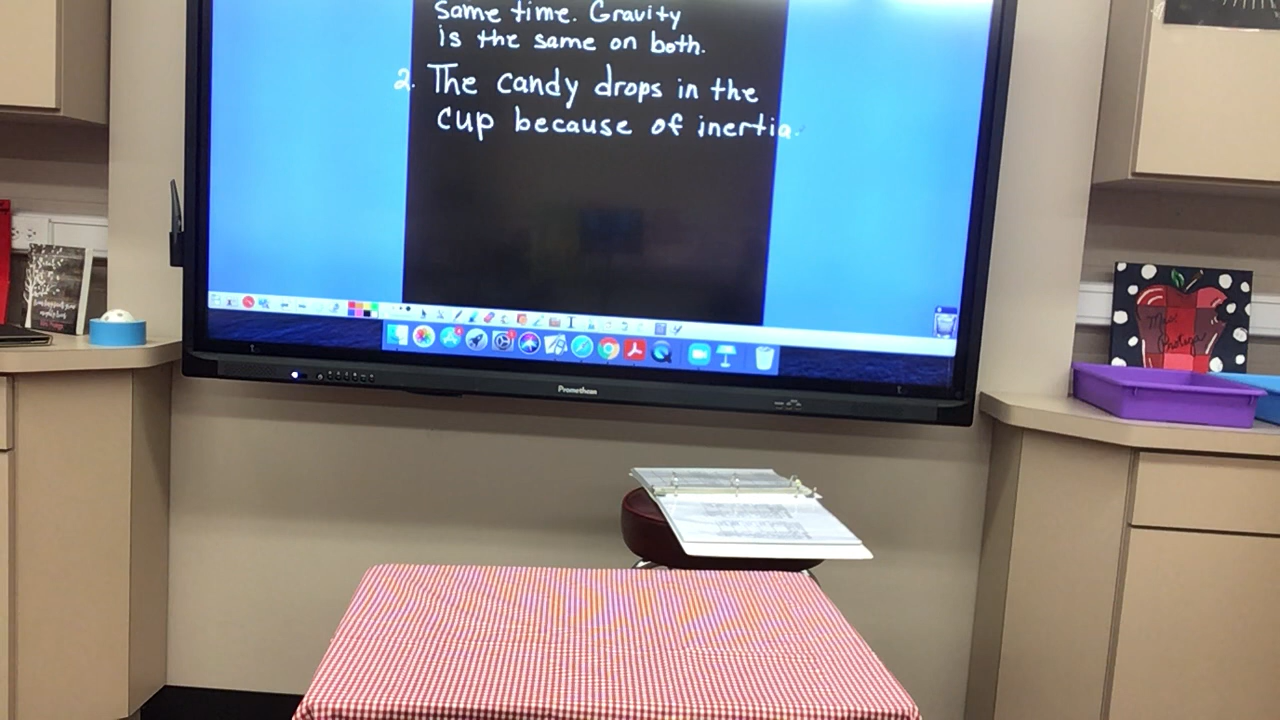 same time. Gravity
is the same on both.
2. The candy drops in the
cup because of inertia.
Promethean